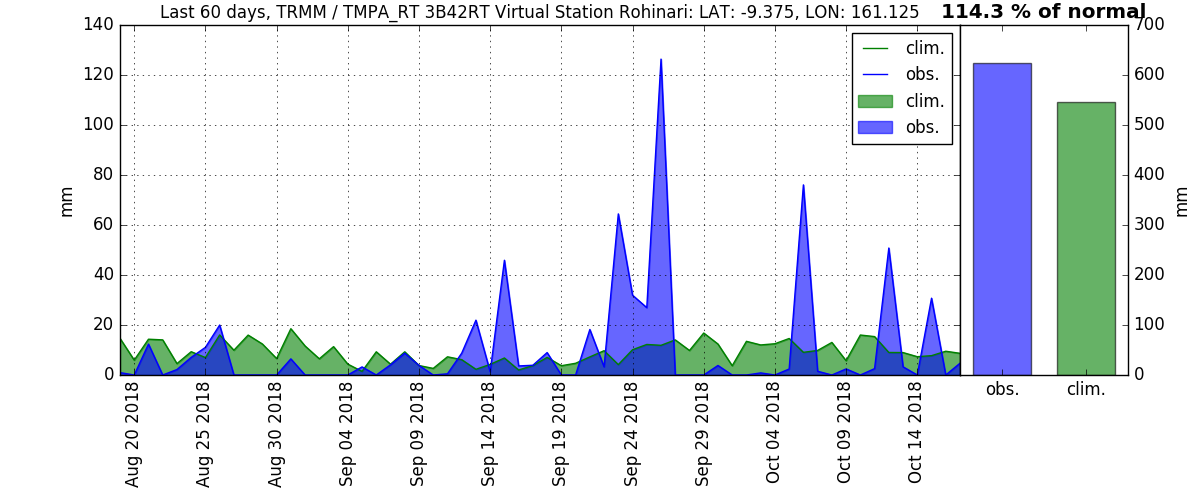 Last 60 days, TRMM / TMPA_RT 3B42RT Virtual Station Rohinari: LAT: -9.375, LON: 161.125
114.3 % of normal
140
120
100
80
60
40
20
0
mm
clim.
obs.
clim.
obs.
700
600
500
400
300
200
100
0
mm
Aug 20 2018
Aug 25 2018
Aug 30 2018
Sep 04 2018
Sep 09 2018
Sep 14 2018
Sep 19 2018
Sep 24 2018
Sep 29 2018
Oct 04 2018
Oct 09 2018
Oct 14 2018
obs.
clim.